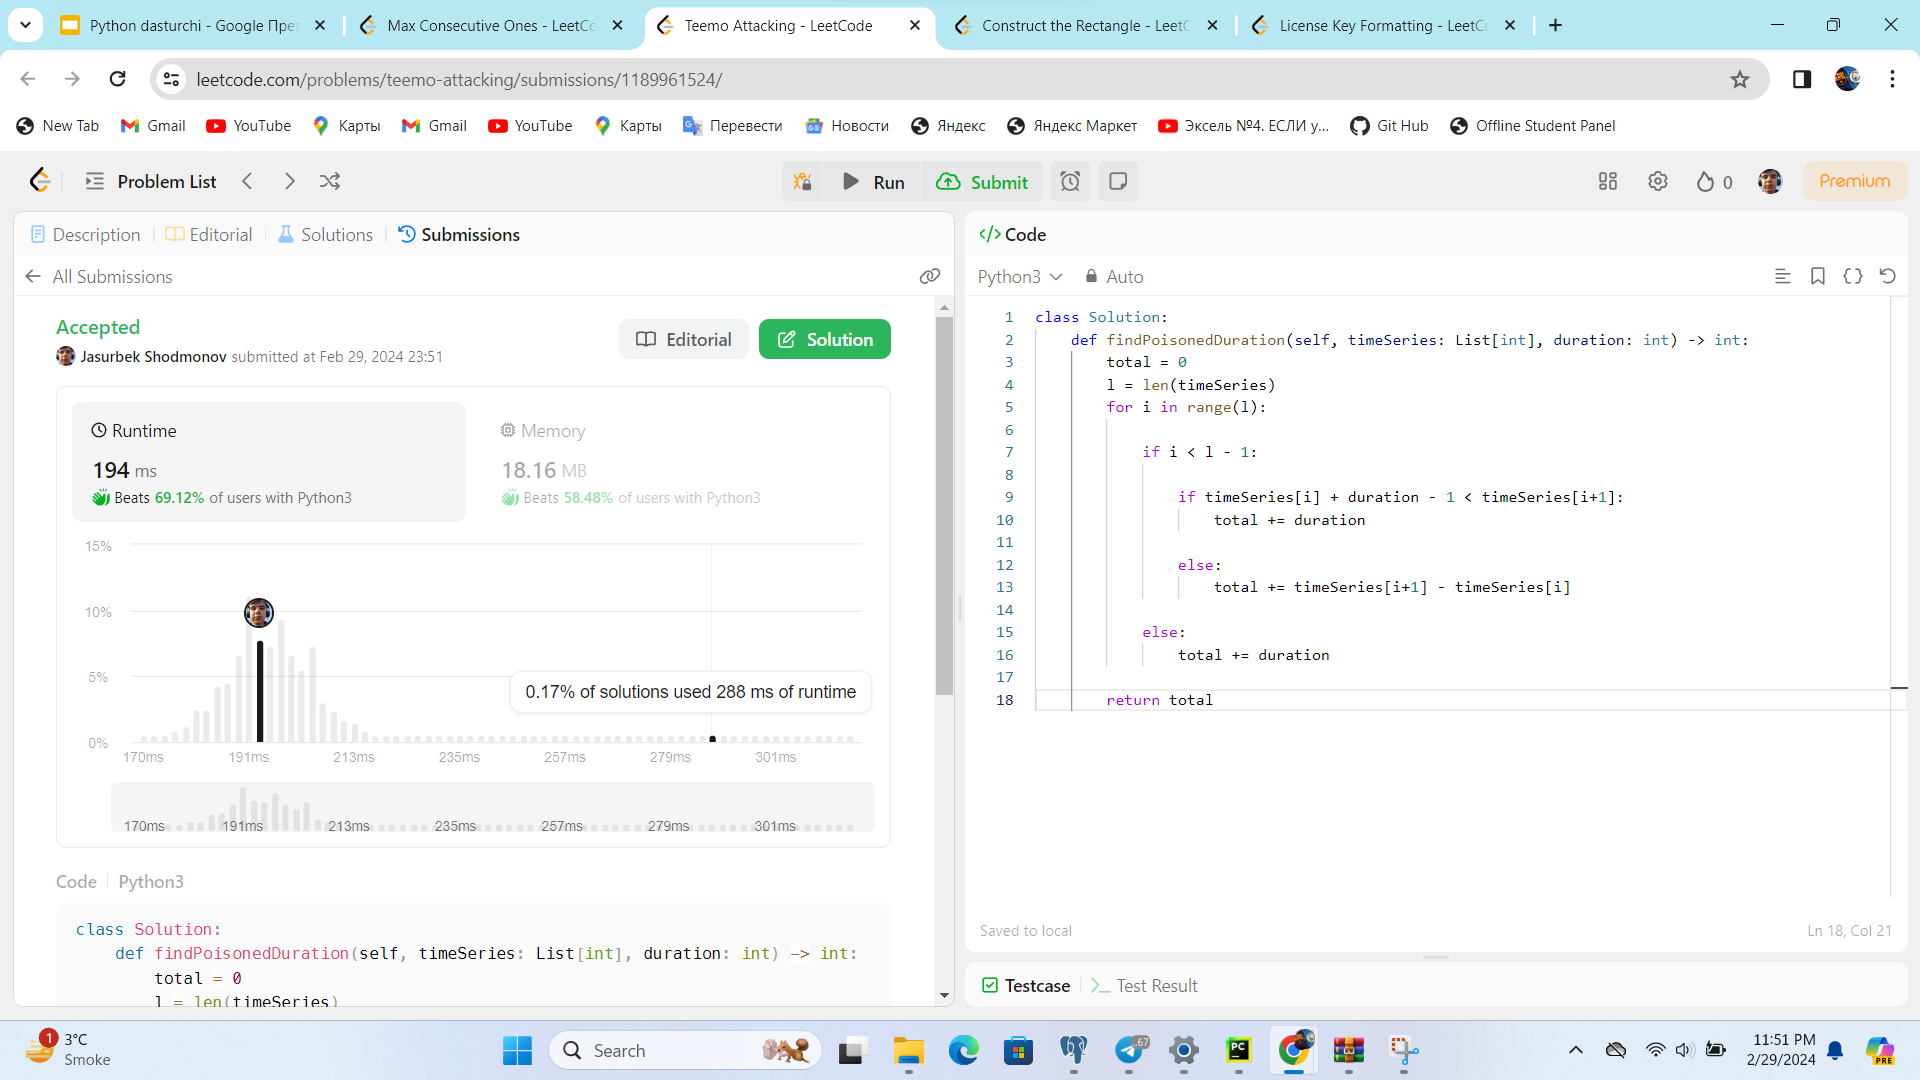 Python dasturchi - Google Пре:
Max Consecutive Ones - LeetCo
Teemo Attacking - LeetCode
Construct the Rectangle - LeetC
License Key Formatting - LeetC
leetcode.com/problems/teemo-attacking/submissions/1189961524/
New Tab
Gmail
YouTube
Карты
Gmail
YouTube
Карты
Перевести
Новости
Яндекс
Яндекс Маркет
Эксель №4. ЕСЛИ у...
Git Hub
Offline Student Panel
Problem List
Run
Submit
0
Premium
Description
Editorial
Solutions
Submissions
All Submissions
Accepted
Jasurbek Shodmonov submitted at Feb 29, 2024 23:51
Editorial
Solution
Runtime
194 ms
Beats 69.12% of users with Python3
Memory
18.16 MB
Beats 58.48% of users with Python3
15%
10%
5%
0%
0.17% of solutions used 288 ms of runtime
170ms 191ms 213ms 235ms 257ms 279ms 301ms
170ms 191ms 213ms 235ms 257ms 279ms 301ms
Code
Python3
class Solution:
    def findPoisonedDuration(self, timeSeries: List[int], duration: int) -> int:
        total = 0
        l = len(timeSeries)
Code
Python3
Auto
1 class Solution:
2     def findPoisonedDuration(self, timeSeries: List[int], duration: int) -> int:
3         total = 0
4         l = len(timeSeries)
5         for i in range(l):
6
7             if i < l - 1:
8
9                 if timeSeries[i] + duration - 1 < timeSeries[i+1]:
10                     total += duration
11
12                 else:
13                     total += timeSeries[i+1] - timeSeries[i]
14
15             else:
16                 total += duration
17
18         return total
Saved to local
Ln 18, Col 21
Testcase
Test Result
1
3°C
Smoke
Search
.67
PC
11:51 PM
2/29/2024
PRE